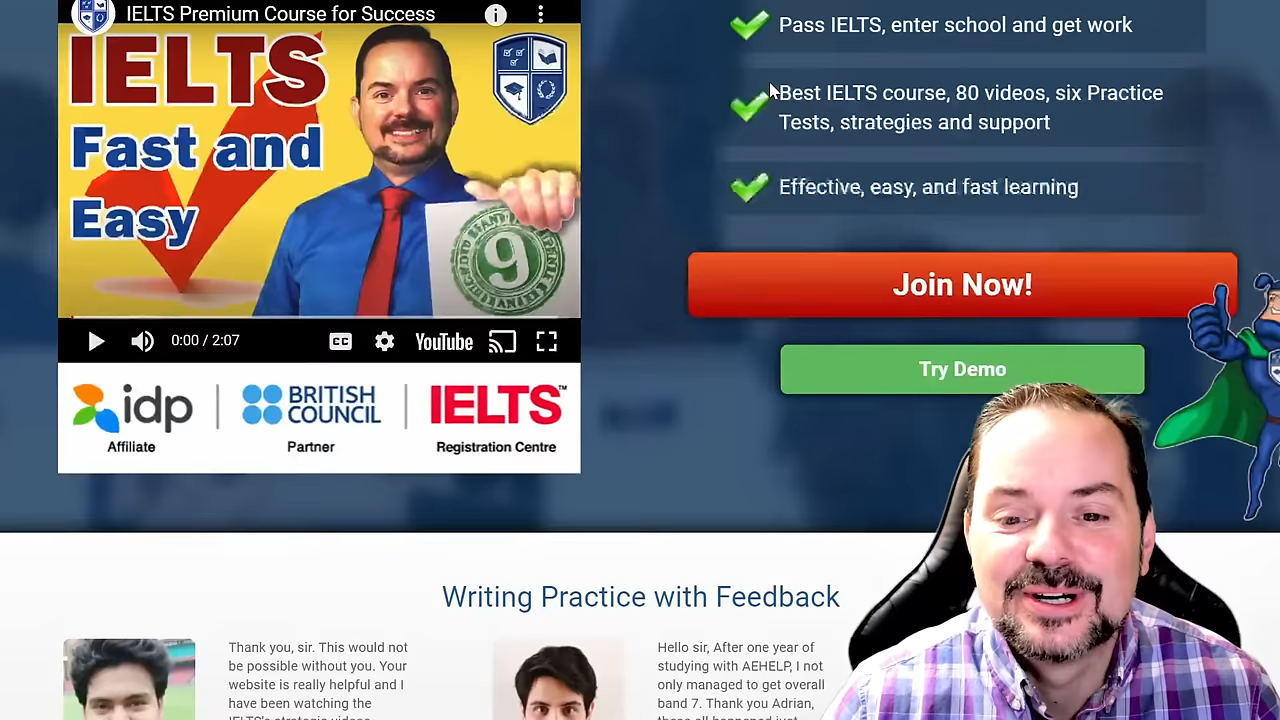 IELTS Premium Course for Success
IELTS
Fast and
Easy
9
0:00 / 2:07
CC
YouTube
idp
Affiliate
BRITISH
COUNCIL
Partner
IELTS™
Registration Centre
Pass IELTS, enter school and get work
Best IELTS course, 80 videos, six Practice
Tests, strategies and support
Effective, easy, and fast learning
Join Now!
Try Demo
Writing Practice with Feedback
Thank you, sir. This would not
be possible without you. Your
website is really helpful and I
have been watching the
Hello sir, After one year of
studying with AEHELP, I not
only managed to get overall
band 7. Thank you Adrian,